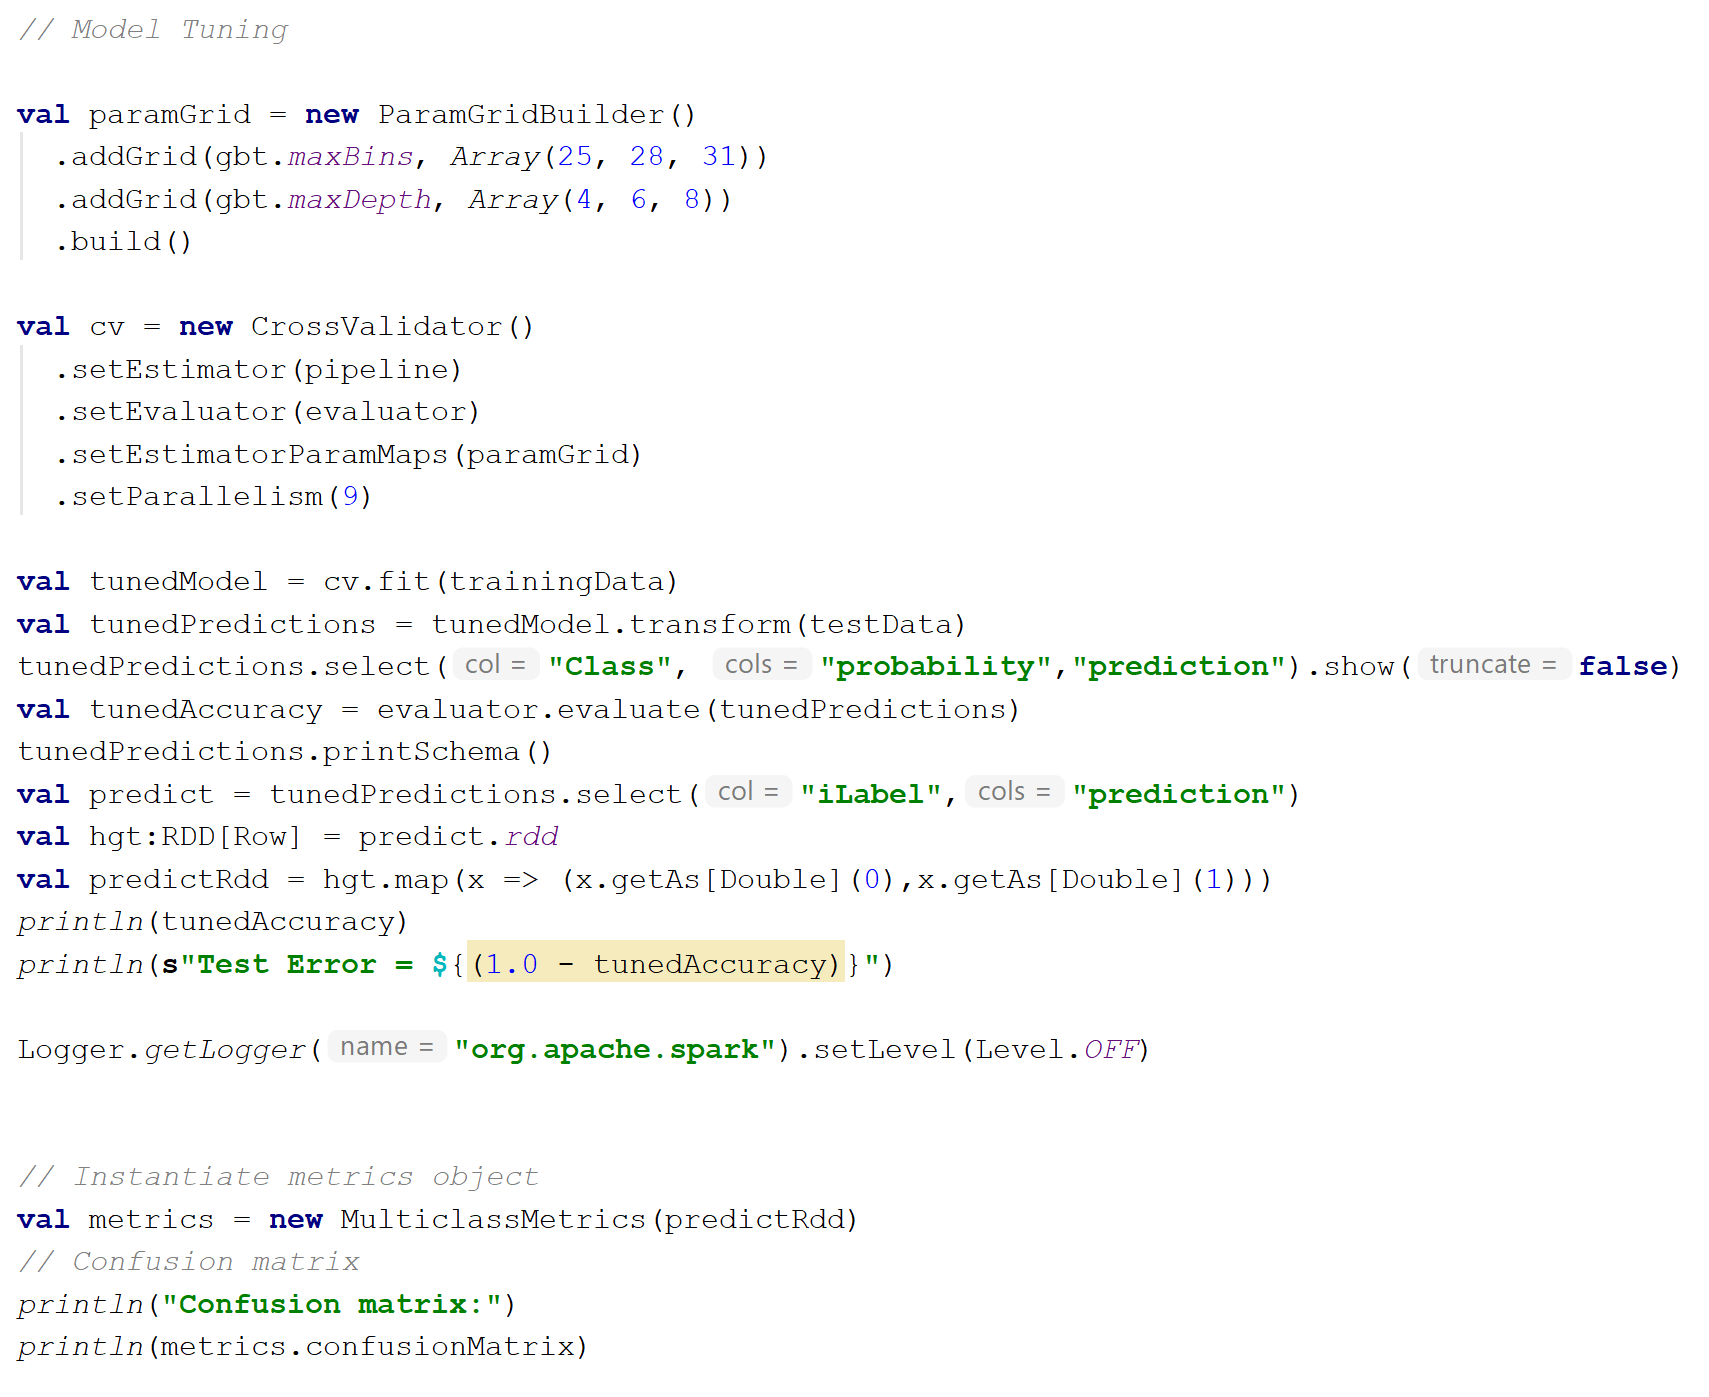 // Model Tuning
val paramGrid = new ParamGridBuilder()
.addGrid(gbt.maxBins, Array(25, 28, 31))
.addGrid(gbt.maxDepth, Array(4, 6, 8))
.build()
val cv = new CrossValidator()
.setEstimator(pipeline)
.setEvaluator(evaluator)
.setEstimatorParamMaps(paramGrid)
.setParallelism(9)
val tunedModel = cv.fit(trainingData)
val tunedPredictions = tunedModel.transform(testData)
tunedPredictions.select( col = "Class", cols = "probability","prediction").show( truncate = false)
val tunedAccuracy = evaluator.evaluate(tunedPredictions)
tunedPredictions.printSchema()
val predict = tunedPredictions.select( col = "iLabel", cols = "prediction")
val hgt:RDD[Row] = predict.rdd
val predictRdd = hgt.map(x => (x.getAs[Double](0),x.getAs[Double](1)))
println(tunedAccuracy)
println(s"Test Error = ${(1.0 - tunedAccuracy)}")
Logger.getLogger( name = "org.apache.spark").setLevel(Level.OFF)
// Instantiate metrics object
val metrics = new MulticlassMetrics(predictRdd)
// Confusion matrix
println("Confusion matrix:")
println(metrics.confusionMatrix)